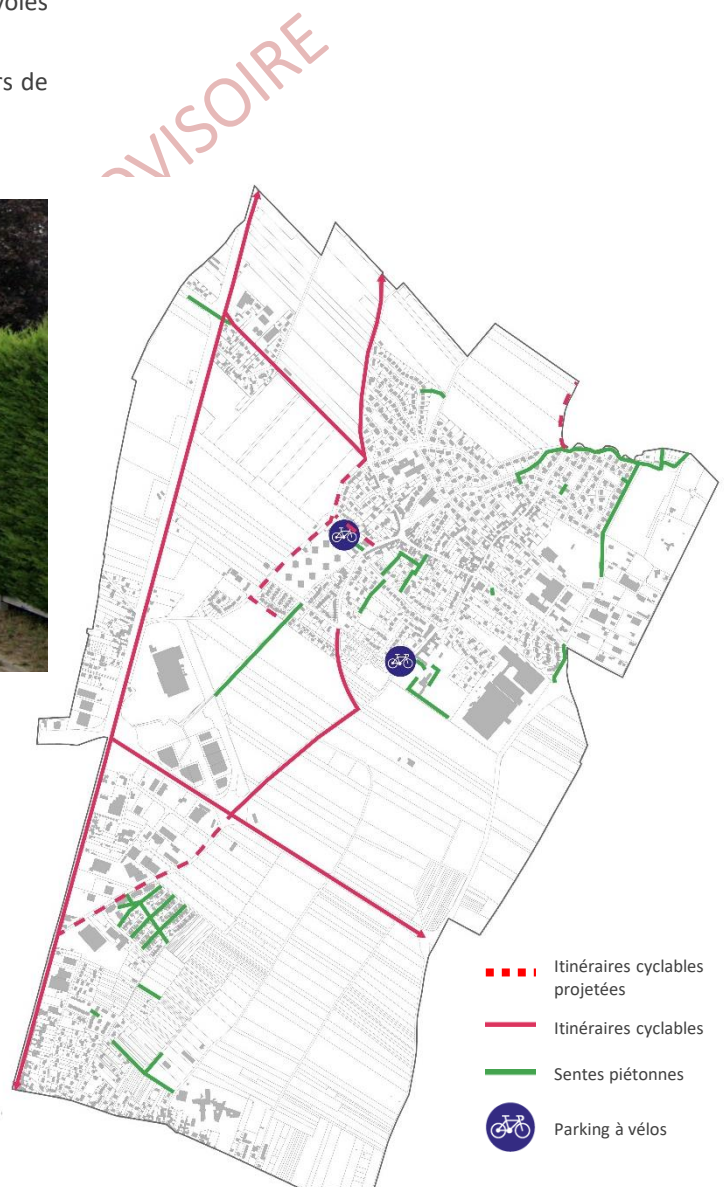 voies
rs de
OVISOIRE
Itinéraires cyclables
projetées
Itinéraires cyclables
Sentes piétonnes
Parking à vélos